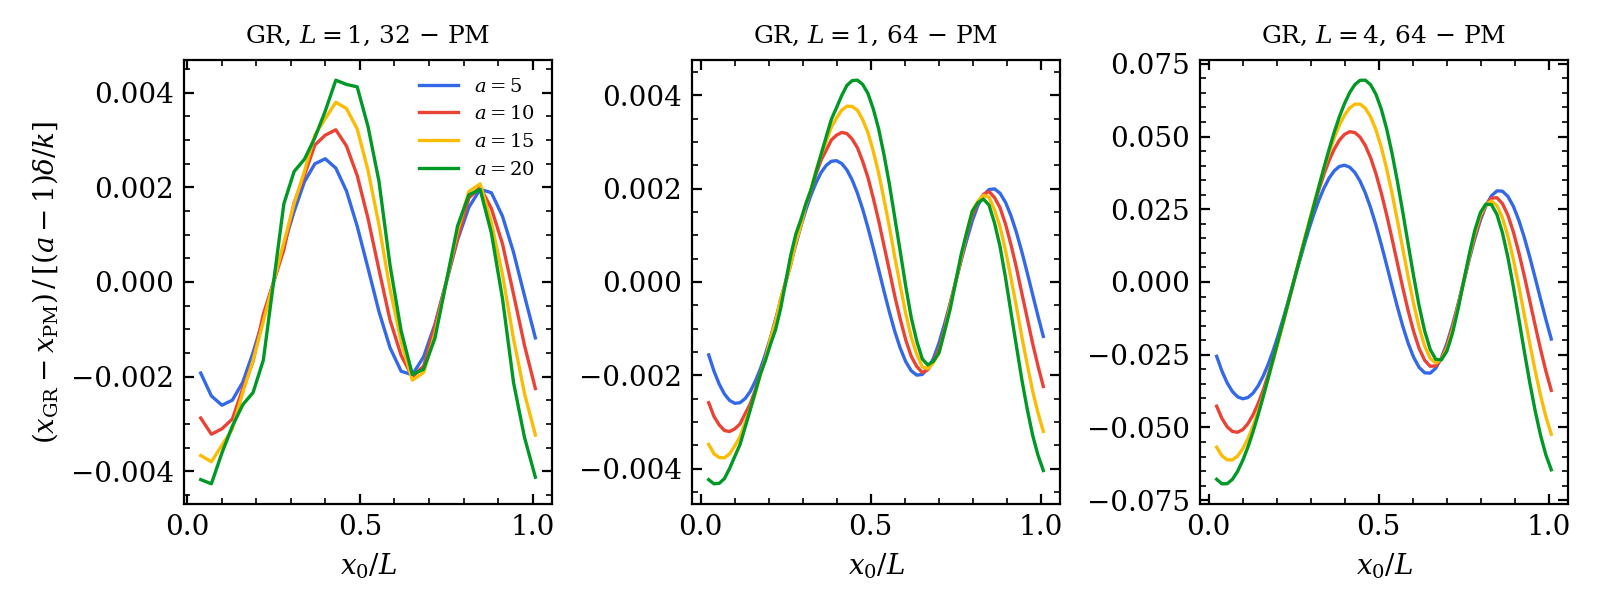 GR, L = 1, 32 − PM
GR, L = 1, 64 − PM
GR, L = 4, 64 − PM
(x_GR − x_PM) / [(a − 1)δ/k]
0.004
0.002
0.000
−0.002
−0.004
a = 5
a = 10
a = 15
a = 20
0.0
0.5
1.0
x_0/L
0.004
0.002
0.000
−0.002
−0.004
0.0
0.5
1.0
x_0/L
0.075
0.050
0.025
0.000
−0.025
−0.050
−0.075
0.0
0.5
1.0
x_0/L